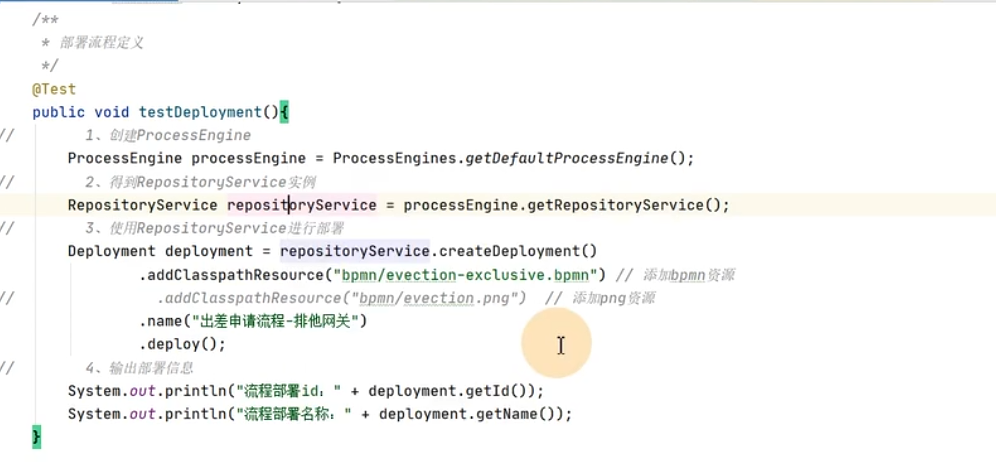 /**
 * 部署流程定义
 */
@Test
public void testDeployment(){
//        1、创建ProcessEngine
    ProcessEngine processEngine = ProcessEngines.getDefaultProcessEngine();
//        2、得到RepositoryService实例
    RepositoryService repositoryService = processEngine.getRepositoryService();
//        3、使用RepositoryService进行部署
    Deployment deployment = repositoryService.createDeployment()
            .addClasspathResource("bpmn/evection-exclusive.bpmn") // 添加bpmn资源
//                .addClasspathResource("bpmn/evection.png")  // 添加png资源
            .name("出差申请流程-排他网关")
            .deploy();
//        4、输出部署信息
    System.out.println("流程部署id：" + deployment.getId());
    System.out.println("流程部署名称：" + deployment.getName());
}